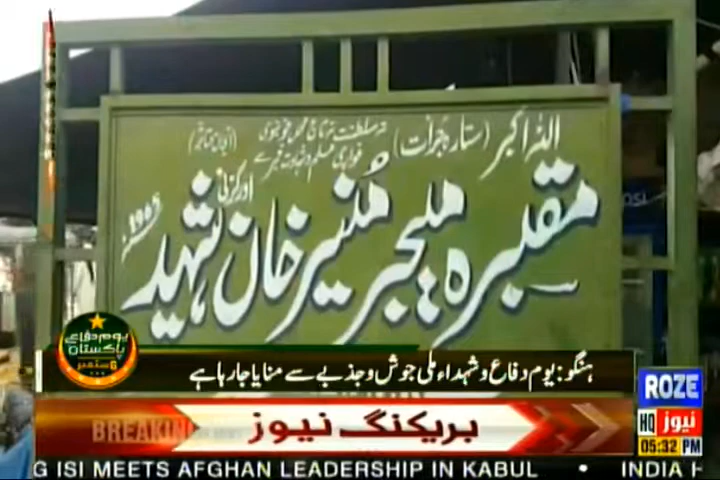 اللہ اکبر (ستارہ جرات)
مقبرہ میجر منیر خان اورکزئی شہید
1965
یوم دفاع
پاکستان
6 ستمبر
ہنگو: یوم دفاع و شہداء ملی جوش و جذبے سے منایا جارہا ہے
BREAKING
بریکنگ نیوز
ROZE
HQ نیوز
05:32 PM
G ISI MEETS AFGHAN LEADERSHIP IN KABUL • INDIA H